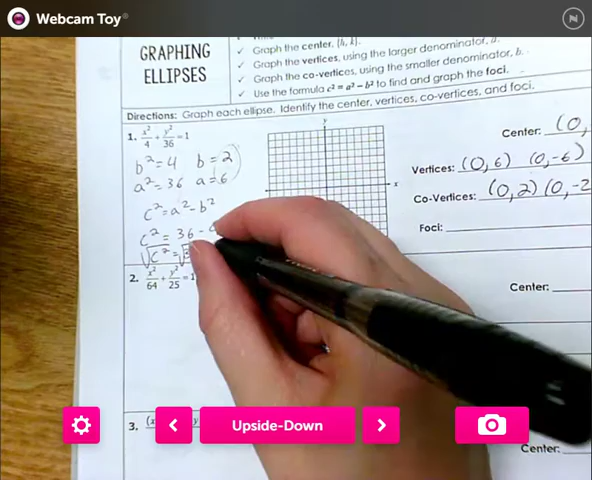 Webcam Toy
GRAPHING
ELLIPSES
✓ Graph the center, (h, k).
✓ Graph the vertices, using the larger denominator, a.
✓ Graph the co-vertices, using the smaller denominator, b.
✓ Use the formula c² = a² – b² to find and graph the foci.
Directions: Graph each ellipse. Identify the center, vertices, co-vertices, and foci.
1. x²/4 + y²/36 = 1
b² = 4 b = 2
a² = 36 a = 6
c² = a² - b²
c² = 36 -
√c² = √3
y
x
Center: (0,
Vertices: (0, 6) (0, -6)
Co-Vertices: (0, 2) (0, -2
Foci:
2. x²/64 + y²/25 = 1
Center:
3. (x
Center:
Upside-Down